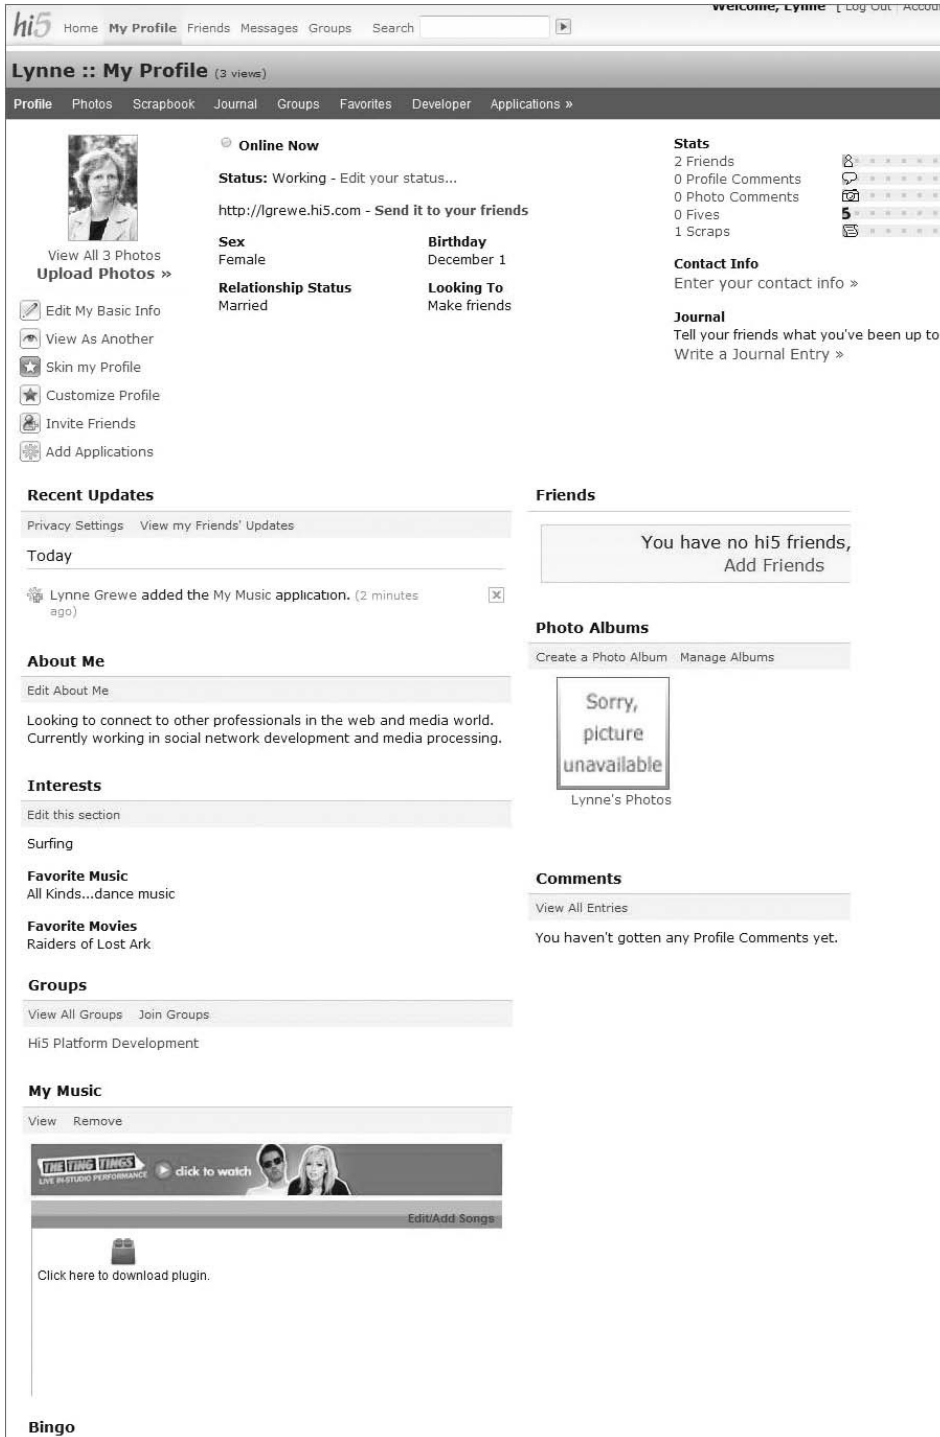 Welcome, Lynne [ Log Out Accou
hi5 Home My Profile Friends Messages Groups Search
Lynne :: My Profile (3 views)
Profile Photos Scrapbook Journal Groups Favorites Developer Applications »
Online Now
Status: Working - Edit your status...
http://lgrewe.hi5.com - Send it to your friends
Sex
Female
Birthday
December 1
Relationship Status
Married
Looking To
Make friends
Stats
2 Friends
0 Profile Comments
0 Photo Comments
0 Fives
5
1 Scraps
Contact Info
Enter your contact info »
Journal
Tell your friends what you've been up to
Write a Journal Entry »
View All 3 Photos
Upload Photos »
Edit My Basic Info
View As Another
Skin my Profile
Customize Profile
Invite Friends
Add Applications
Recent Updates
Privacy Settings View my Friends' Updates
Today
Lynne Grewe added the My Music application. (2 minutes
ago)
About Me
Edit About Me
Looking to connect to other professionals in the web and media world.
Currently working in social network development and media processing.
Interests
Edit this section
Surfing
Favorite Music
All Kinds...dance music
Favorite Movies
Raiders of Lost Ark
Groups
View All Groups Join Groups
Hi5 Platform Development
My Music
View Remove
THE TING TINGS
LIVE IN-STUDIO PERFORMANCE
click to watch
Edit/Add Songs
Click here to download plugin.
Bingo
Friends
You have no hi5 friends,
Add Friends
Photo Albums
Create a Photo Album Manage Albums
Sorry,
picture
unavailable
Lynne's Photos
Comments
View All Entries
You haven't gotten any Profile Comments yet.